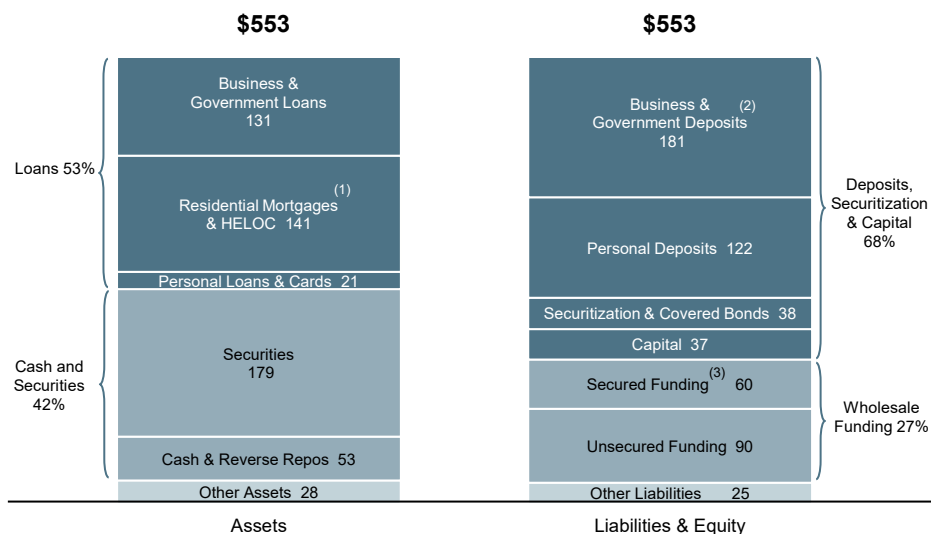 $553
Business &
Government Loans
131
Residential Mortgages (1)
& HELOC 141
Personal Loans & Cards 21
Securities
179
Cash & Reverse Repos 53
Other Assets 28
Loans 53%
Cash and
Securities
42%
Assets
$553
Business & (2)
Government Deposits
181
Personal Deposits 122
Securitization & Covered Bonds 38
Capital 37
Secured Funding (3) 60
Unsecured Funding 90
Other Liabilities 25
Deposits,
Securitization
& Capital
68%
Wholesale
Funding 27%
Liabilities & Equity